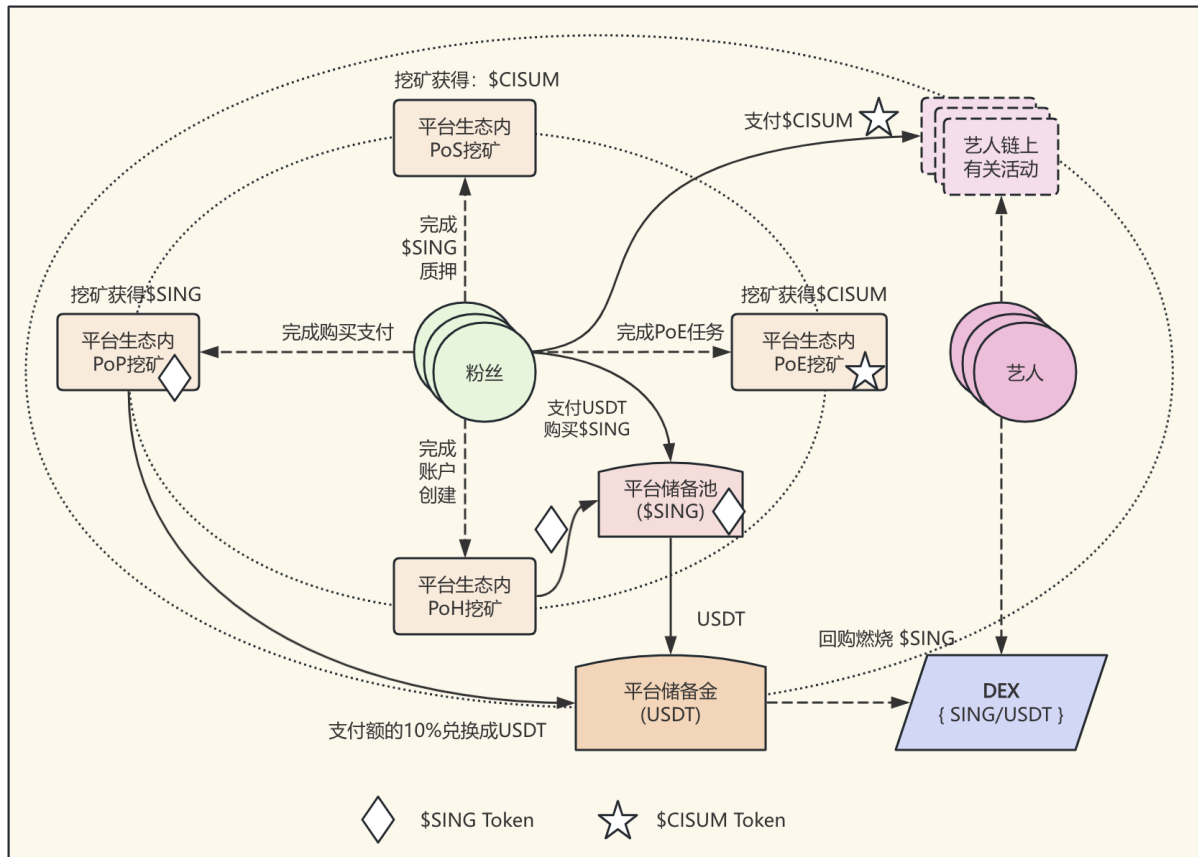 挖矿获得：$CISUM
平台生态内
PoS挖矿
支付$CISUM
艺人链上
有关活动
完成
$SING
质押
挖矿获得$SING
平台生态内
PoP挖矿
完成购买支付
粉丝
完成PoE任务
挖矿获得$CISUM
平台生态内
PoE挖矿
艺人
支付USDT
购买$SING
完成
账户
创建
平台储备池
($SING)
平台生态内
PoH挖矿
USDT
回购燃烧 $SING
平台储备金
(USDT)
DEX
{ SING/USDT }
支付额的10%兑换成USDT
$SING Token
$CISUM Token